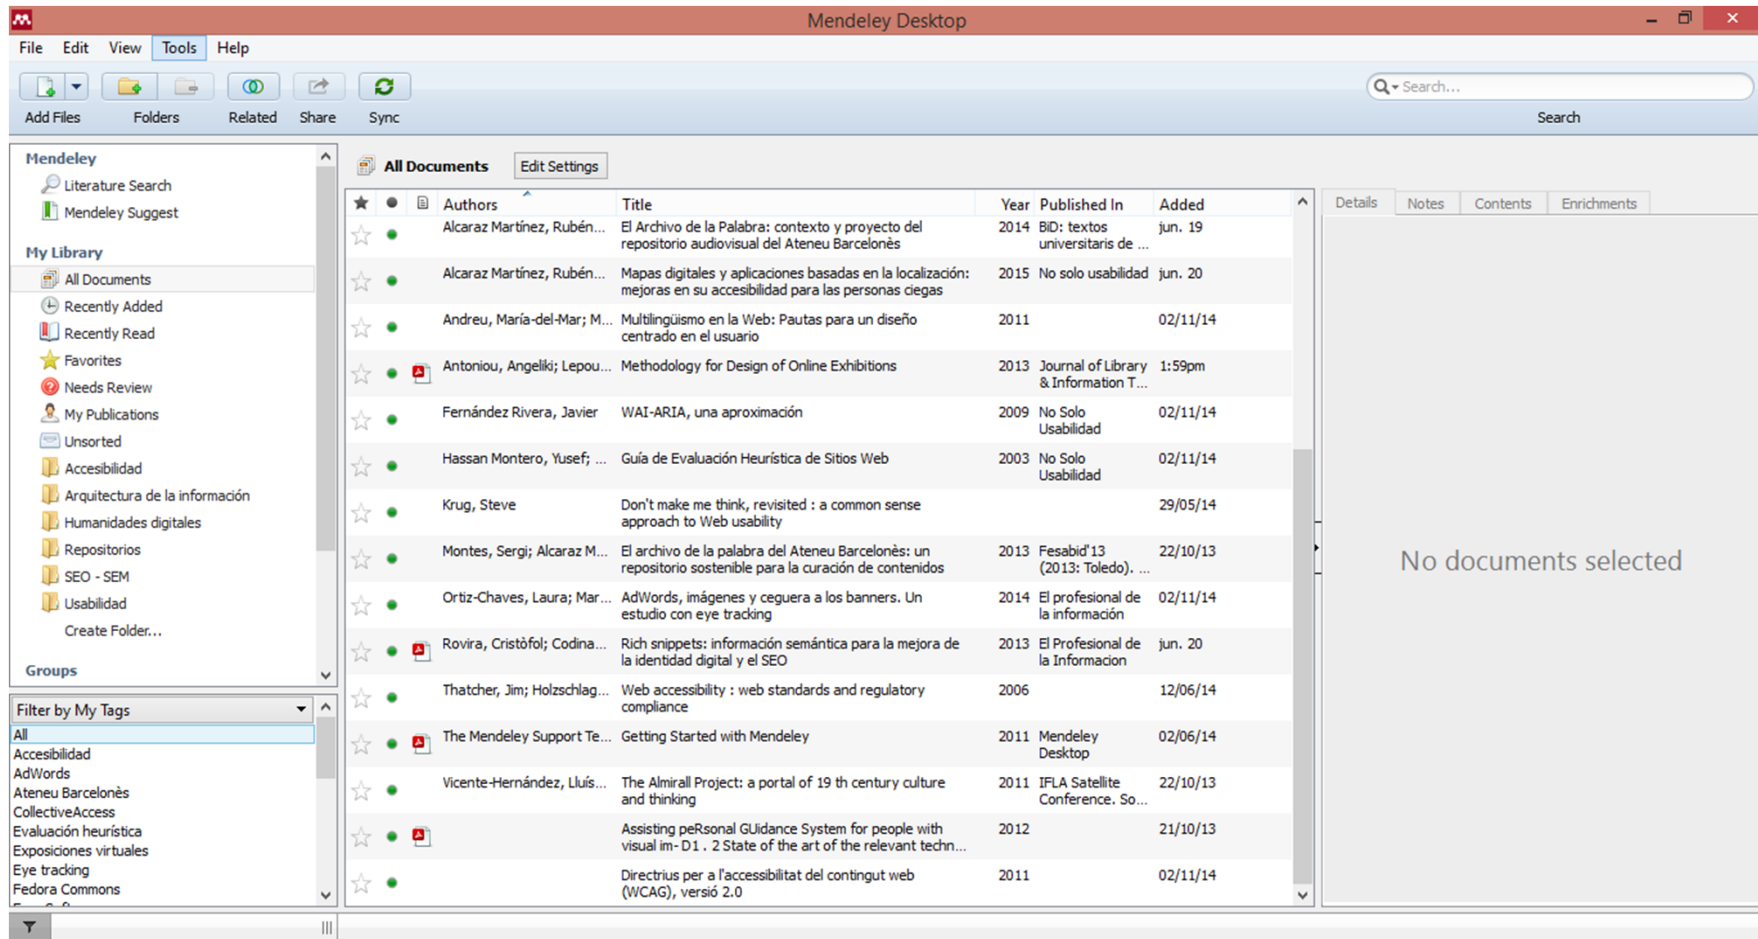 Mendeley Desktop
File Edit View Tools Help
Add Files Folders Related Share Sync
Search...
Search
Mendeley
Literature Search
Mendeley Suggest
My Library
All Documents
Recently Added
Recently Read
Favorites
Needs Review
My Publications
Unsorted
Accesibilidad
Arquitectura de la información
Humanidades digitales
Repositorios
SEO - SEM
Usabilidad
Create Folder...
Groups
Filter by My Tags
All
Accesibilidad
AdWords
Ateneu Barcelonès
CollectiveAccess
Evaluación heurística
Exposiciones virtuales
Eye tracking
Fedora Commons
All Documents Edit Settings
Authors Title Year Published In Added
Alcaraz Martínez, Rubén... El Archivo de la Palabra: contexto y proyecto del 2014 BiD: textos jun. 19
repositorio audiovisual del Ateneu Barcelonès universitaris de ...
Alcaraz Martínez, Rubén... Mapas digitales y aplicaciones basadas en la localización: 2015 No solo usabilidad jun. 20
mejoras en su accesibilidad para las personas ciegas
Andreu, María-del-Mar; M... Multilingüismo en la Web: Pautas para un diseño 2011 02/11/14
centrado en el usuario
Antoniou, Angeliki; Lepou... Methodology for Design of Online Exhibitions 2013 Journal of Library 1:59pm
& Information T...
Fernández Rivera, Javier WAI-ARIA, una aproximación 2009 No Solo 02/11/14
Usabilidad
Hassan Montero, Yusef; ... Guía de Evaluación Heurística de Sitios Web 2003 No Solo 02/11/14
Usabilidad
Krug, Steve Don't make me think, revisited : a common sense 29/05/14
approach to Web usability
Montes, Sergi; Alcaraz M... El archivo de la palabra del Ateneu Barcelonès: un 2013 Fesabid'13 22/10/13
repositorio sostenible para la curación de contenidos (2013: Toledo). ...
Ortiz-Chaves, Laura; Mar... AdWords, imágenes y ceguera a los banners. Un 2014 El profesional de 02/11/14
estudio con eye tracking la información
Rovira, Cristòfol; Codina... Rich snippets: información semántica para la mejora de 2013 El Profesional de jun. 20
la identidad digital y el SEO la Informacion
Thatcher, Jim; Holzschlag... Web accessibility : web standards and regulatory 2006 12/06/14
compliance
The Mendeley Support Te... Getting Started with Mendeley 2011 Mendeley 02/06/14
Desktop
Vicente-Hernández, Lluís... The Almirall Project: a portal of 19 th century culture 2011 IFLA Satellite 22/10/13
and thinking Conference. So...
Assisting peRsonal GUidance System for people with 2012 21/10/13
visual im- D1 . 2 State of the art of the relevant techn...
Directrius per a l'accessibilitat del contingut web 2011 02/11/14
(WCAG), versió 2.0
Details Notes Contents Enrichments
No documents selected